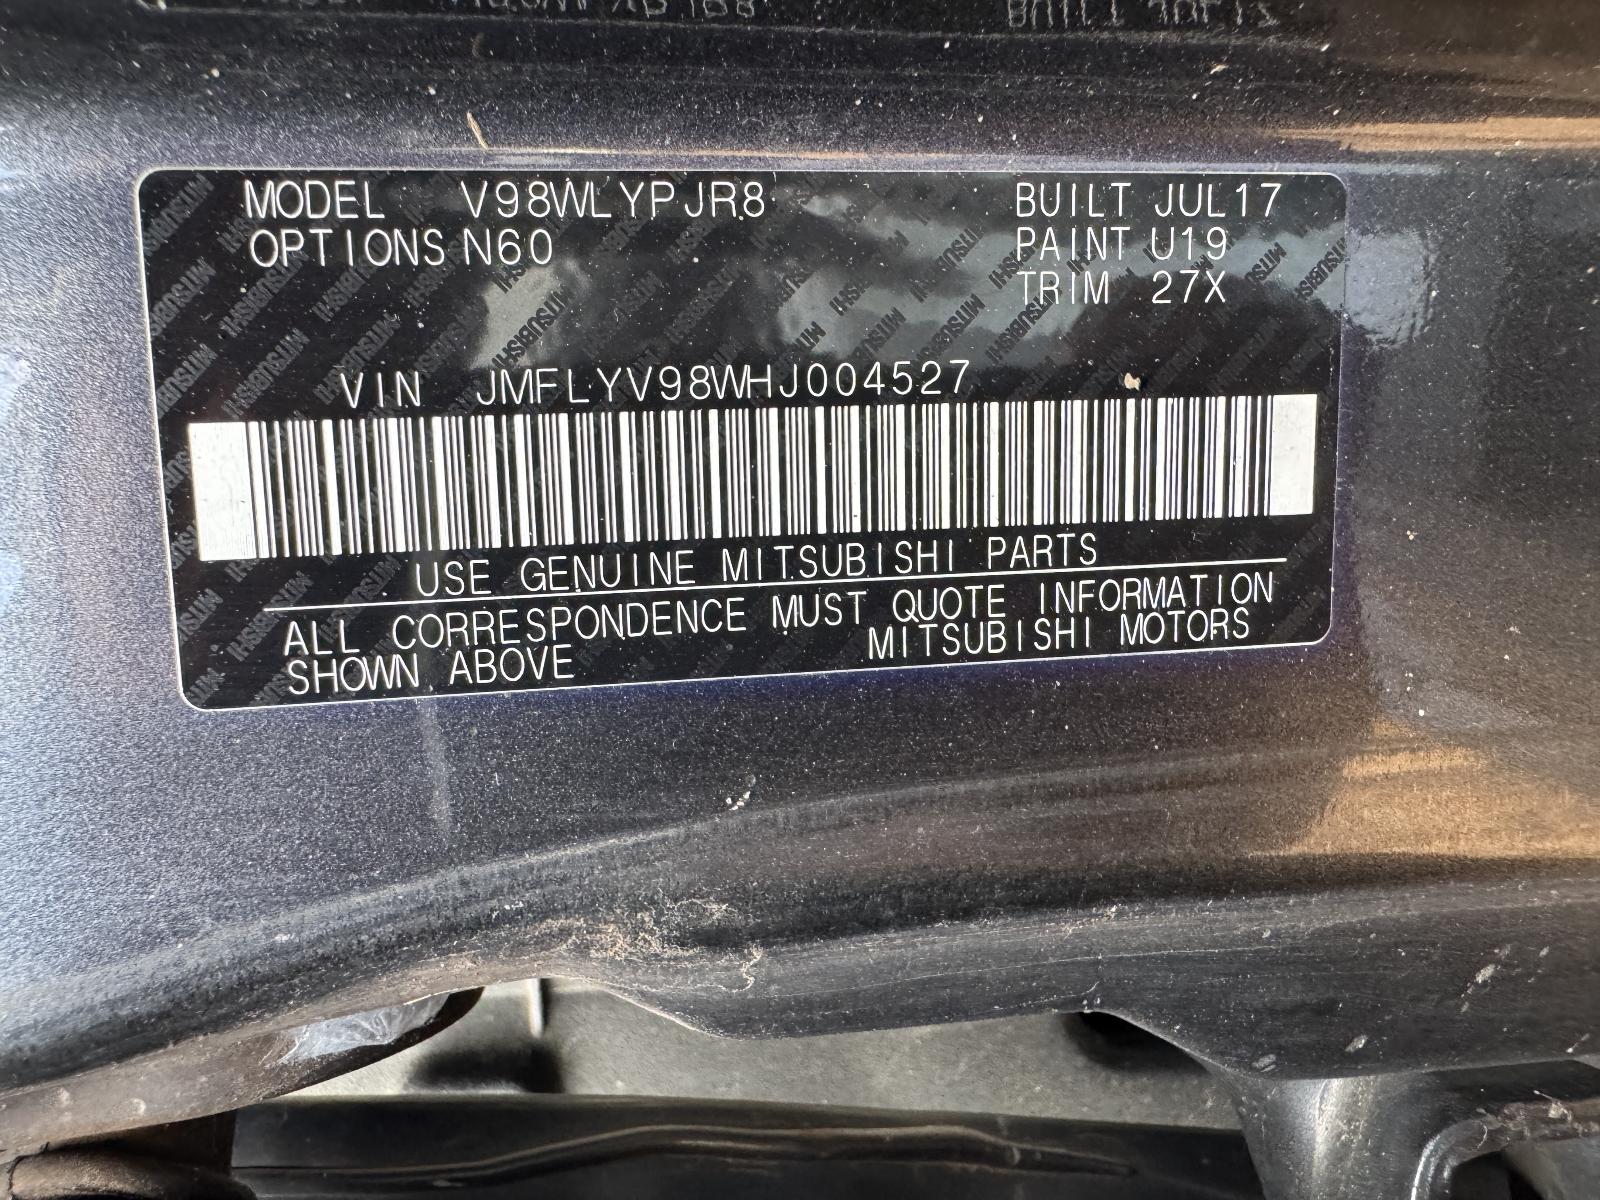 MODEL V98WLYPJR8
OPTIONS N60
BUILT JUL17
PAINT U19
TRIM 27X
VIN JMFLYV98WHJ004527
USE GENUINE MITSUBISHI PARTS
ALL CORRESPONDENCE MUST QUOTE INFORMATION
SHOWN ABOVE MITSUBISHI MOTORS